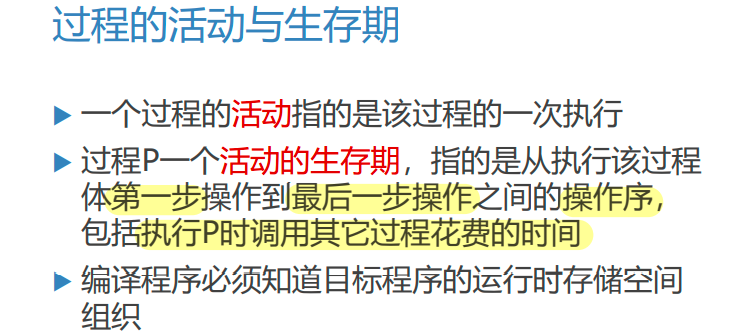 过程的活动与生存期
一个过程的活动指的是该过程的一次执行
过程P一个活动的生存期，指的是从执行该过程
体第一步操作到最后一步操作之间的操作序，
包括执行P时调用其它过程花费的时间
编译程序必须知道目标程序的运行时存储空间
组织